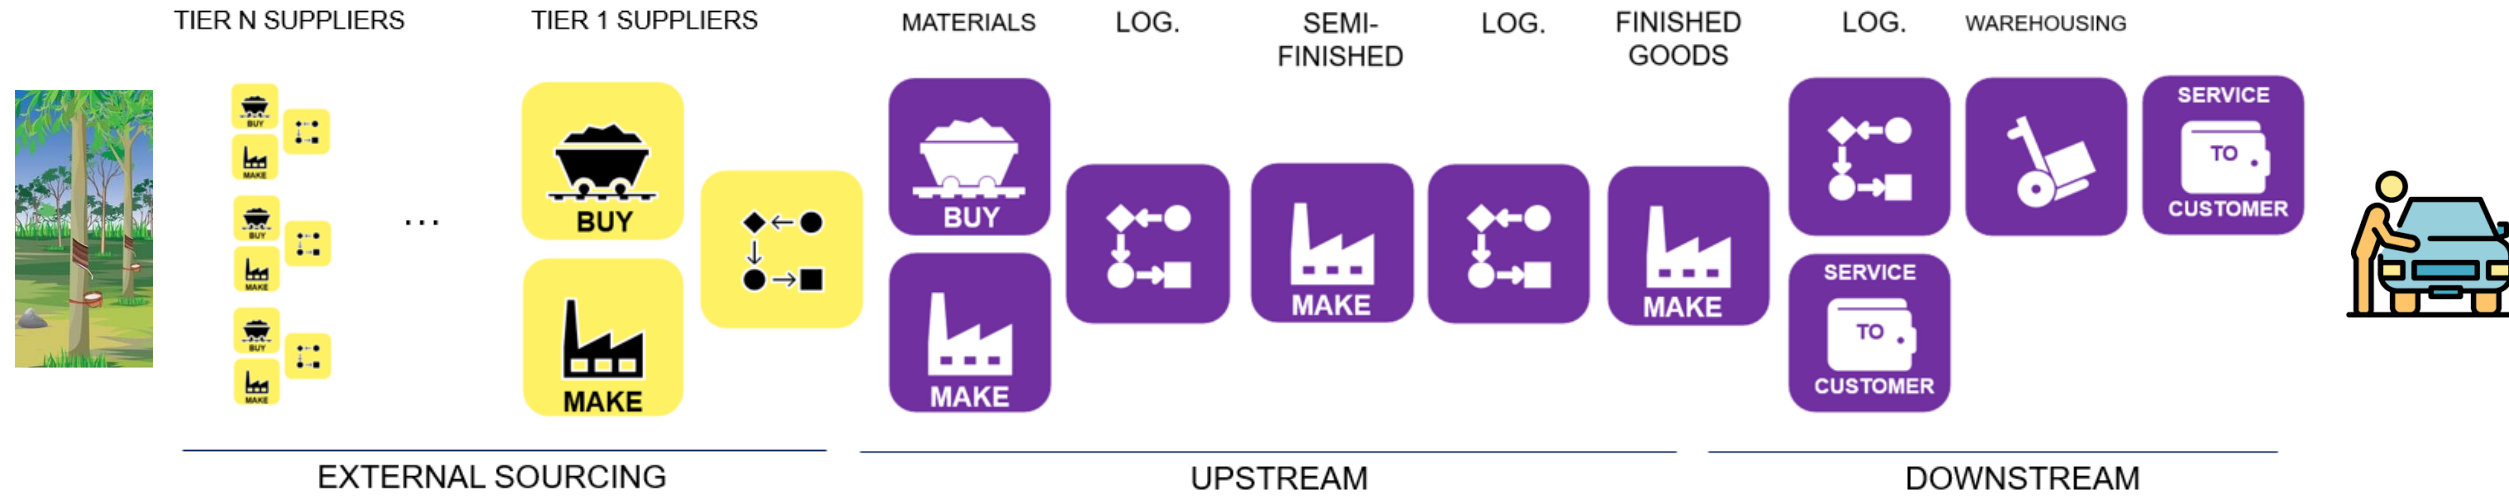 TIER N SUPPLIERS
TIER 1 SUPPLIERS
MATERIALS
LOG.
SEMI-
FINISHED
LOG.
FINISHED
GOODS
LOG.
WAREHOUSING
BUY
MAKE
BUY
MAKE
BUY
MAKE
...
BUY
MAKE
BUY
MAKE
MAKE
MAKE
SERVICE
TO
CUSTOMER
SERVICE
TO
CUSTOMER
EXTERNAL SOURCING
UPSTREAM
DOWNSTREAM